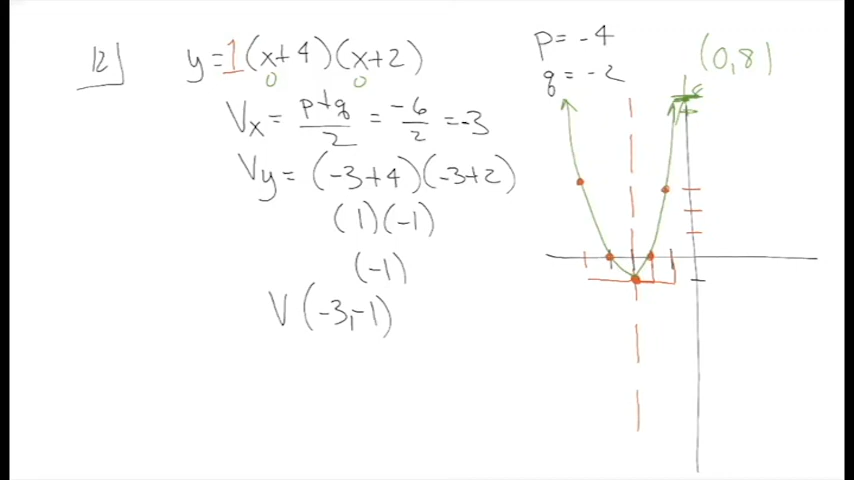 12
y = 1(x+4)(x+2)
0 0
Vx = p+q/2 = -6/2 = -3
Vy = (-3+4)(-3+2)
(1)(-1)
(-1)
V(-3,-1)
p = -4
q = -2
(0,8)
8